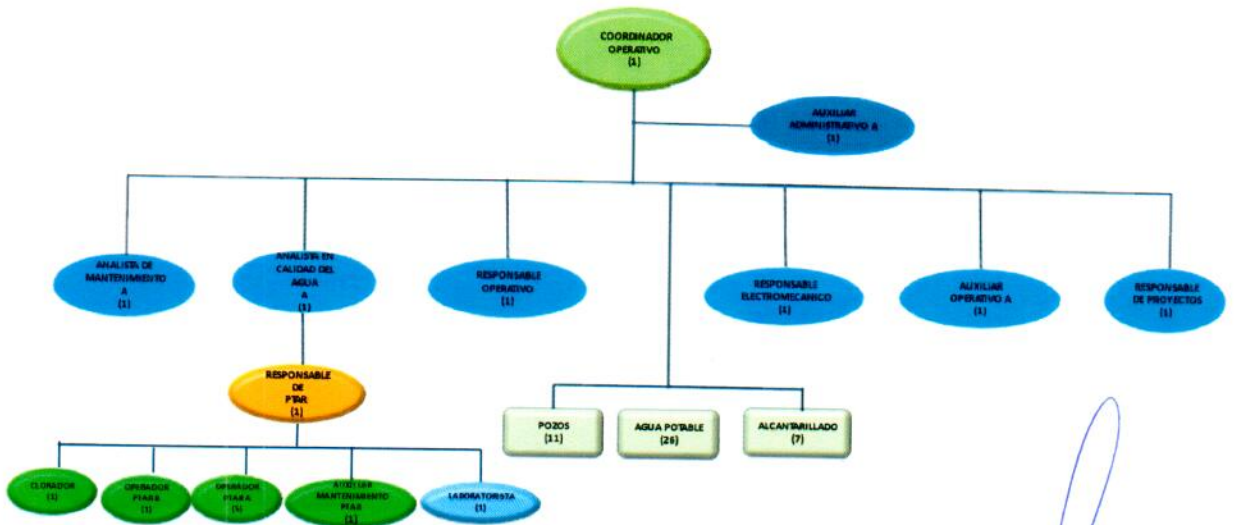 COORDINADOR
OPERATIVO
(1)
AUXILIAR
ADMINISTRATIVO A
(1)
ANALISTA DE
MANTENIMIENTO
A
(1)
ANALISTA EN
CALIDAD DEL
AGUA
A
(1)
RESPONSABLE
OPERATIVO
(1)
RESPONSABLE
ELECTROMECANICO
(1)
AUXILIAR
OPERATIVO A
(1)
RESPONSABLE
DE PROYECTOS
(1)
RESPONSABLE
DE
PTAR
(1)
POZOS
(11)
AGUA POTABLE
(26)
ALCANTARILLADO
(7)
CLORADOR
(1)
OPERADOR
PTAR B
(1)
OPERADOR
PTAR A
AUXILIAR
MANTENIMIENTO
PTAR
(1)
LABORATORISTA
(1)